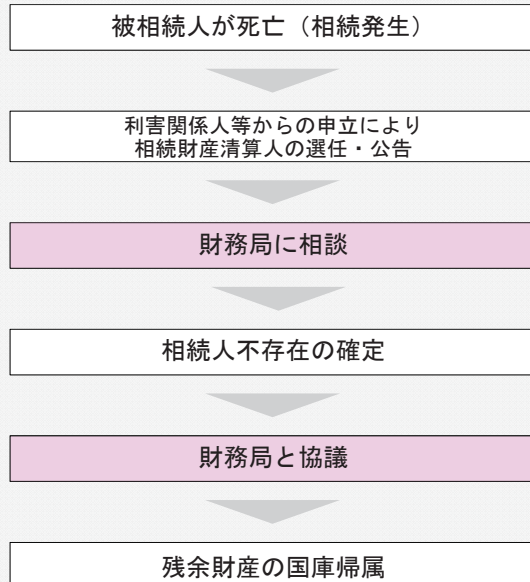 被相続人が死亡（相続発生）
利害関係人等からの申立により
相続財産清算人の選任・公告
財務局に相談
相続人不存在の確定
財務局と協議
残余財産の国庫帰属